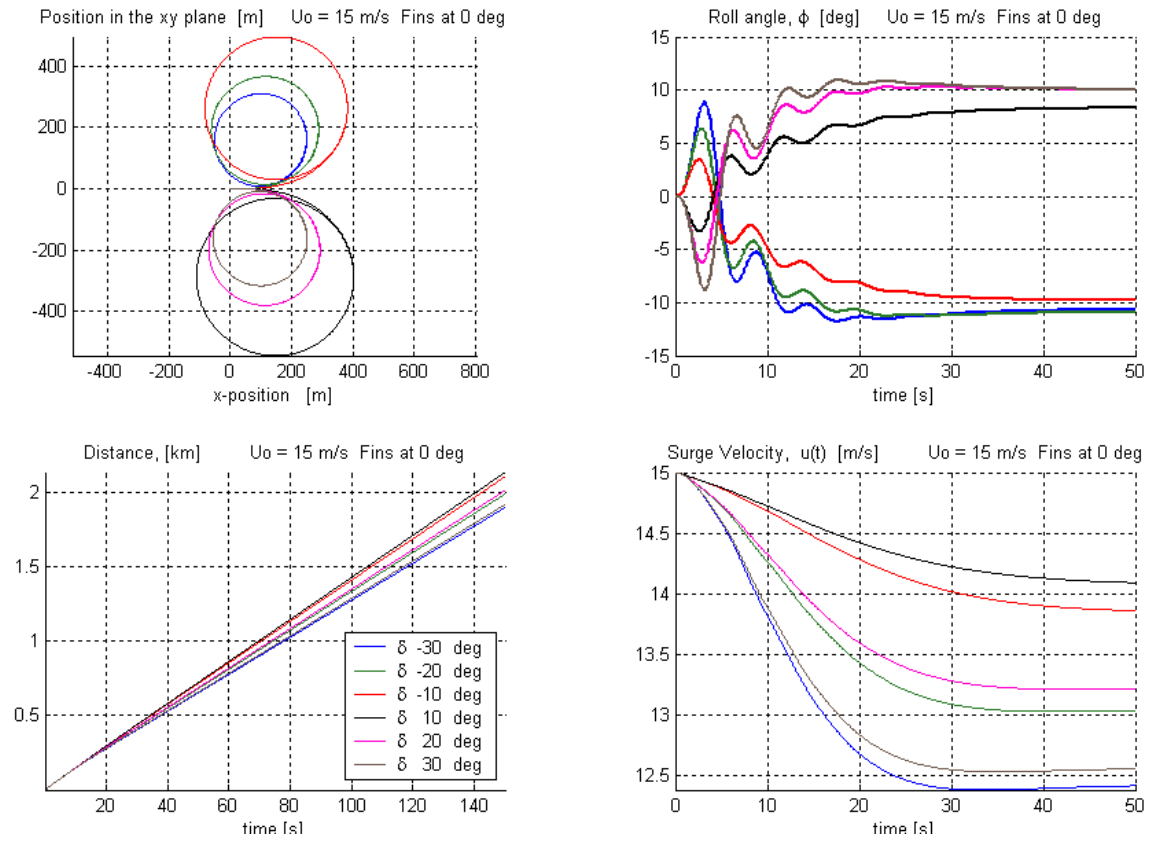 Position in the xy plane [m] Uo = 15 m/s Fins at 0 deg
400
200
0
-200
-400
-400 -200 0 200 400 600 800
x-position [m]
Roll angle, ϕ [deg] Uo = 15 m/s Fins at 0 deg
15
10
5
0
-5
-10
-15
0 10 20 30 40 50
time [s]
Distance, [km] Uo = 15 m/s Fins at 0 deg
2
1.5
1
0.5
20 40 60 80 100 120 140
time [s]
δ -30 deg
δ -20 deg
δ -10 deg
δ 10 deg
δ 20 deg
δ 30 deg
Surge Velocity, u(t) [m/s] Uo = 15 m/s Fins at 0 deg
15
14.5
14
13.5
13
12.5
0 10 20 30 40 50
time [s]